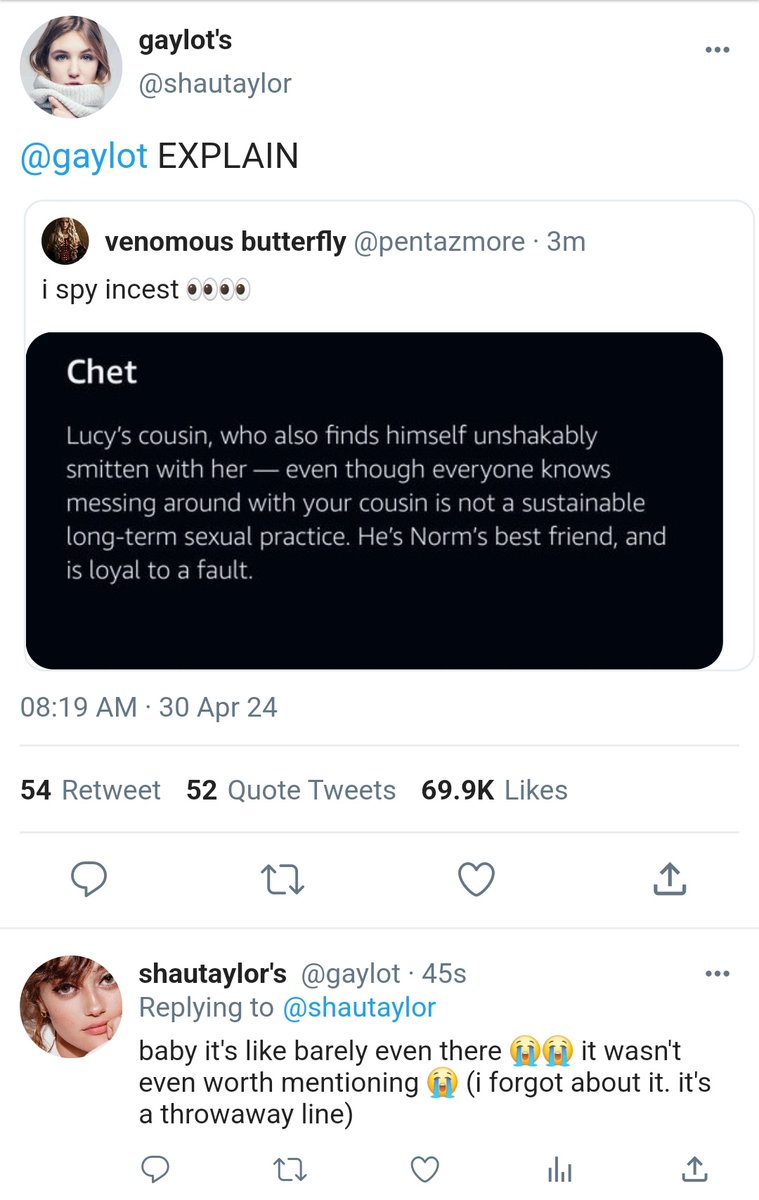 gaylot's
@shautaylor
@gaylot EXPLAIN
venomous butterfly @pentazmore · 3m
i spy incest 👀👀
Chet
Lucy's cousin, who also finds himself unshakably
smitten with her — even though everyone knows
messing around with your cousin is not a sustainable
long-term sexual practice. He's Norm's best friend, and
is loyal to a fault.
08:19 AM · 30 Apr 24
54 Retweet 52 Quote Tweets 69.9K Likes
shautaylor's @gaylot · 45s
Replying to @shautaylor
baby it's like barely even there 😭😭 it wasn't
even worth mentioning 😭 (i forgot about it. it's
a throwaway line)